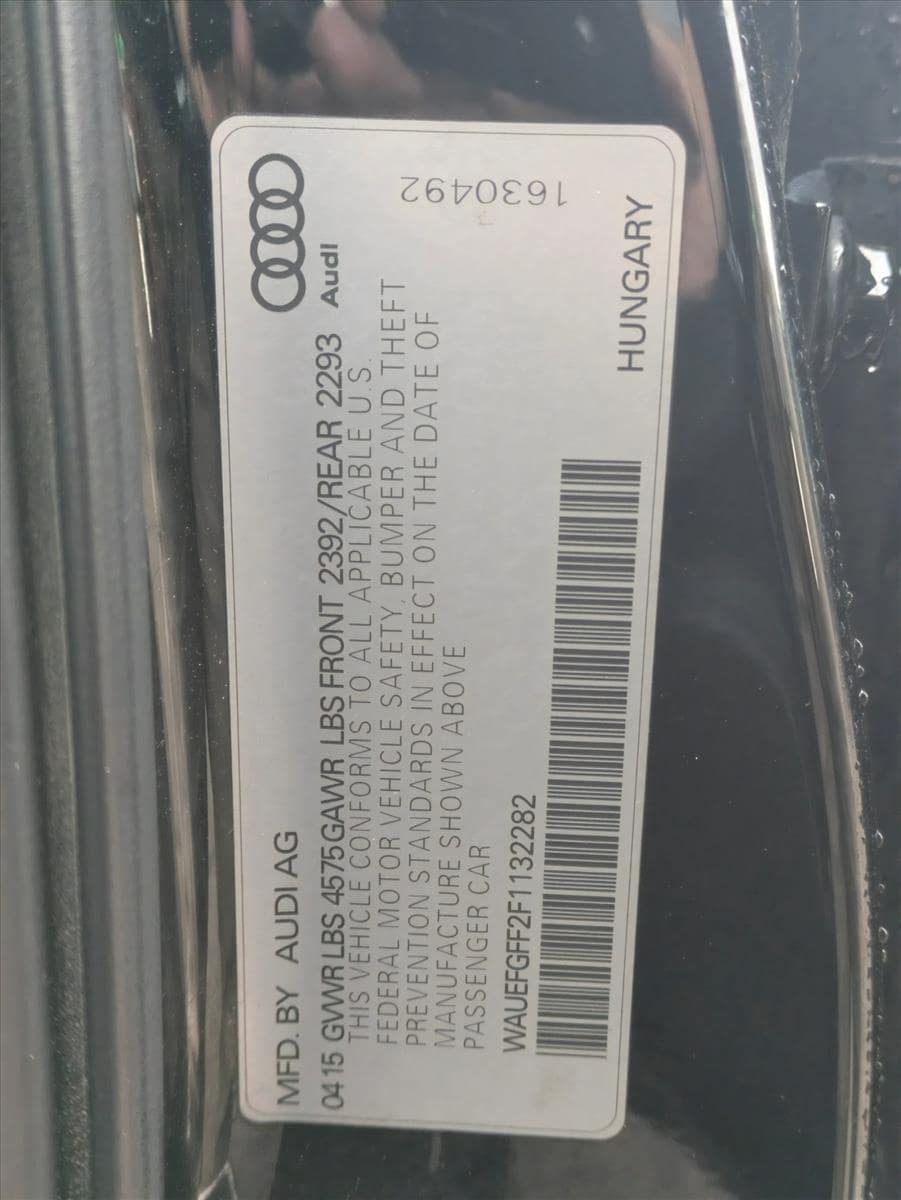 MFD. BY AUDI AG
Audi
04 15 GVWR LBS 4575 GAWR LBS FRONT 2392/REAR 2293
THIS VEHICLE CONFORMS TO ALL APPLICABLE U.S.
FEDERAL MOTOR VEHICLE SAFETY, BUMPER AND THEFT
PREVENTION STANDARDS IN EFFECT ON THE DATE OF
MANUFACTURE SHOWN ABOVE
PASSENGER CAR
1630492
WAUEFGFF2F1132282
HUNGARY